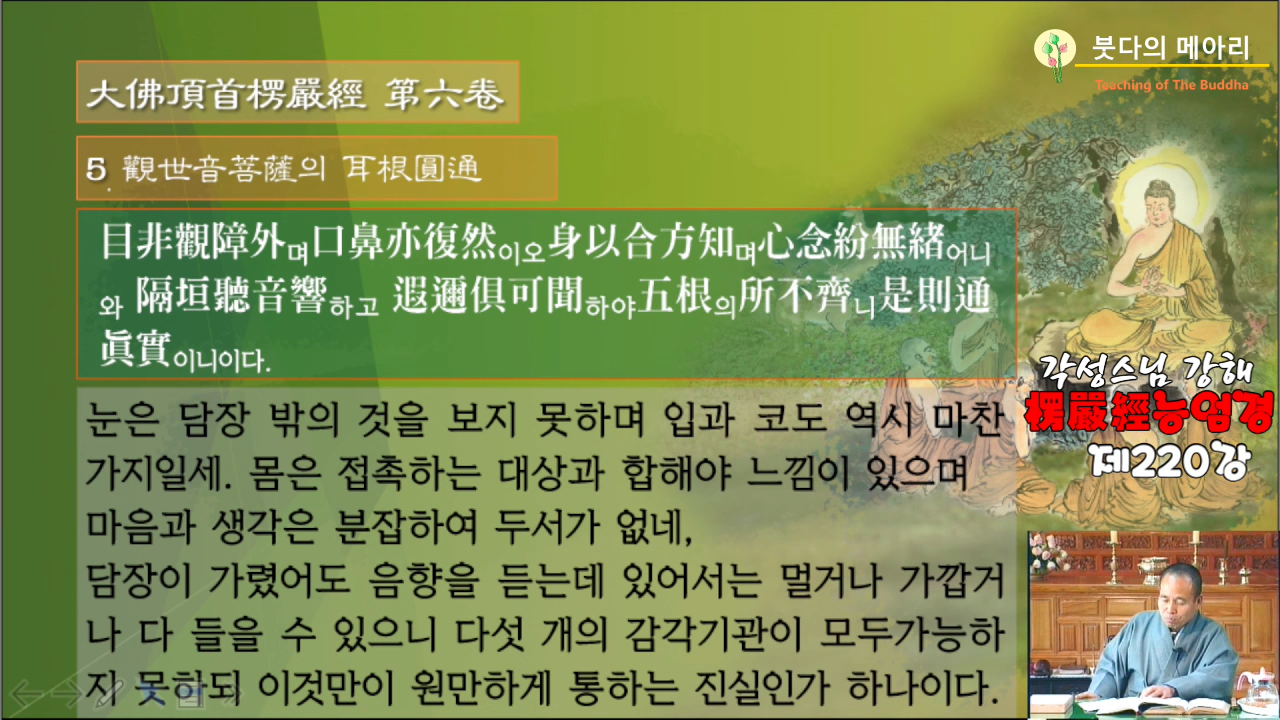 大佛頂首楞嚴經 第六卷
5. 觀世音菩薩의 耳根圓通
目非觀障外며口鼻亦復然이오身以合方知며心念紛無緖어니
와 隔垣聽音響하고 遐邇俱可聞하야五根의所不齊니是則通
眞實이니이다.
눈은 담장 밖의 것을 보지 못하며 입과 코도 역시 마찬
가지일세. 몸은 접촉하는 대상과 합해야 느낌이 있으며
마음과 생각은 분잡하여 두서가 없네,
담장이 가렸어도 음향을 듣는데 있어서는 멀거나 가깝거
나 다 들을 수 있으니 다섯 개의 감각기관이 모두가능하
지 못하되 이것만이 원만하게 통하는 진실인가 하나이다.
붓다의 메아리
Teaching of The Buddha
각성스님 강해
楞嚴經능엄경
제220강